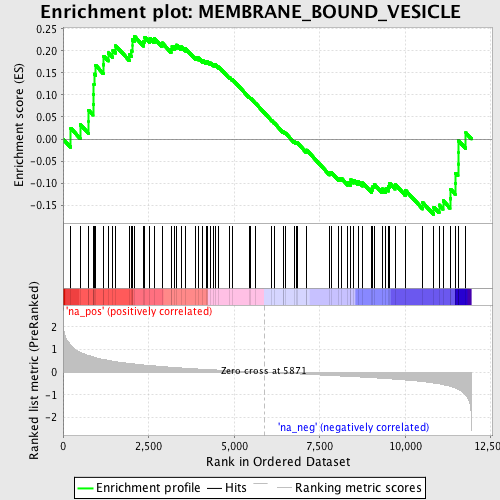 Enrichment plot: MEMBRANE_BOUND_VESICLE
Enrichment score (ES)
0.25
0.20
0.15
0.10
0.05
0.00
-0.05
-0.10
-0.15
'na_pos' (positively correlated)
Ranked list metric (PreRanked)
2
1
0
-1
-2
Zero cross at 5871
'na_neg' (negatively correlated)
0
2,500
5,000
7,500
10,000
12,500
Rank in Ordered Dataset
Enrichment profile
Hits
Ranking metric scores